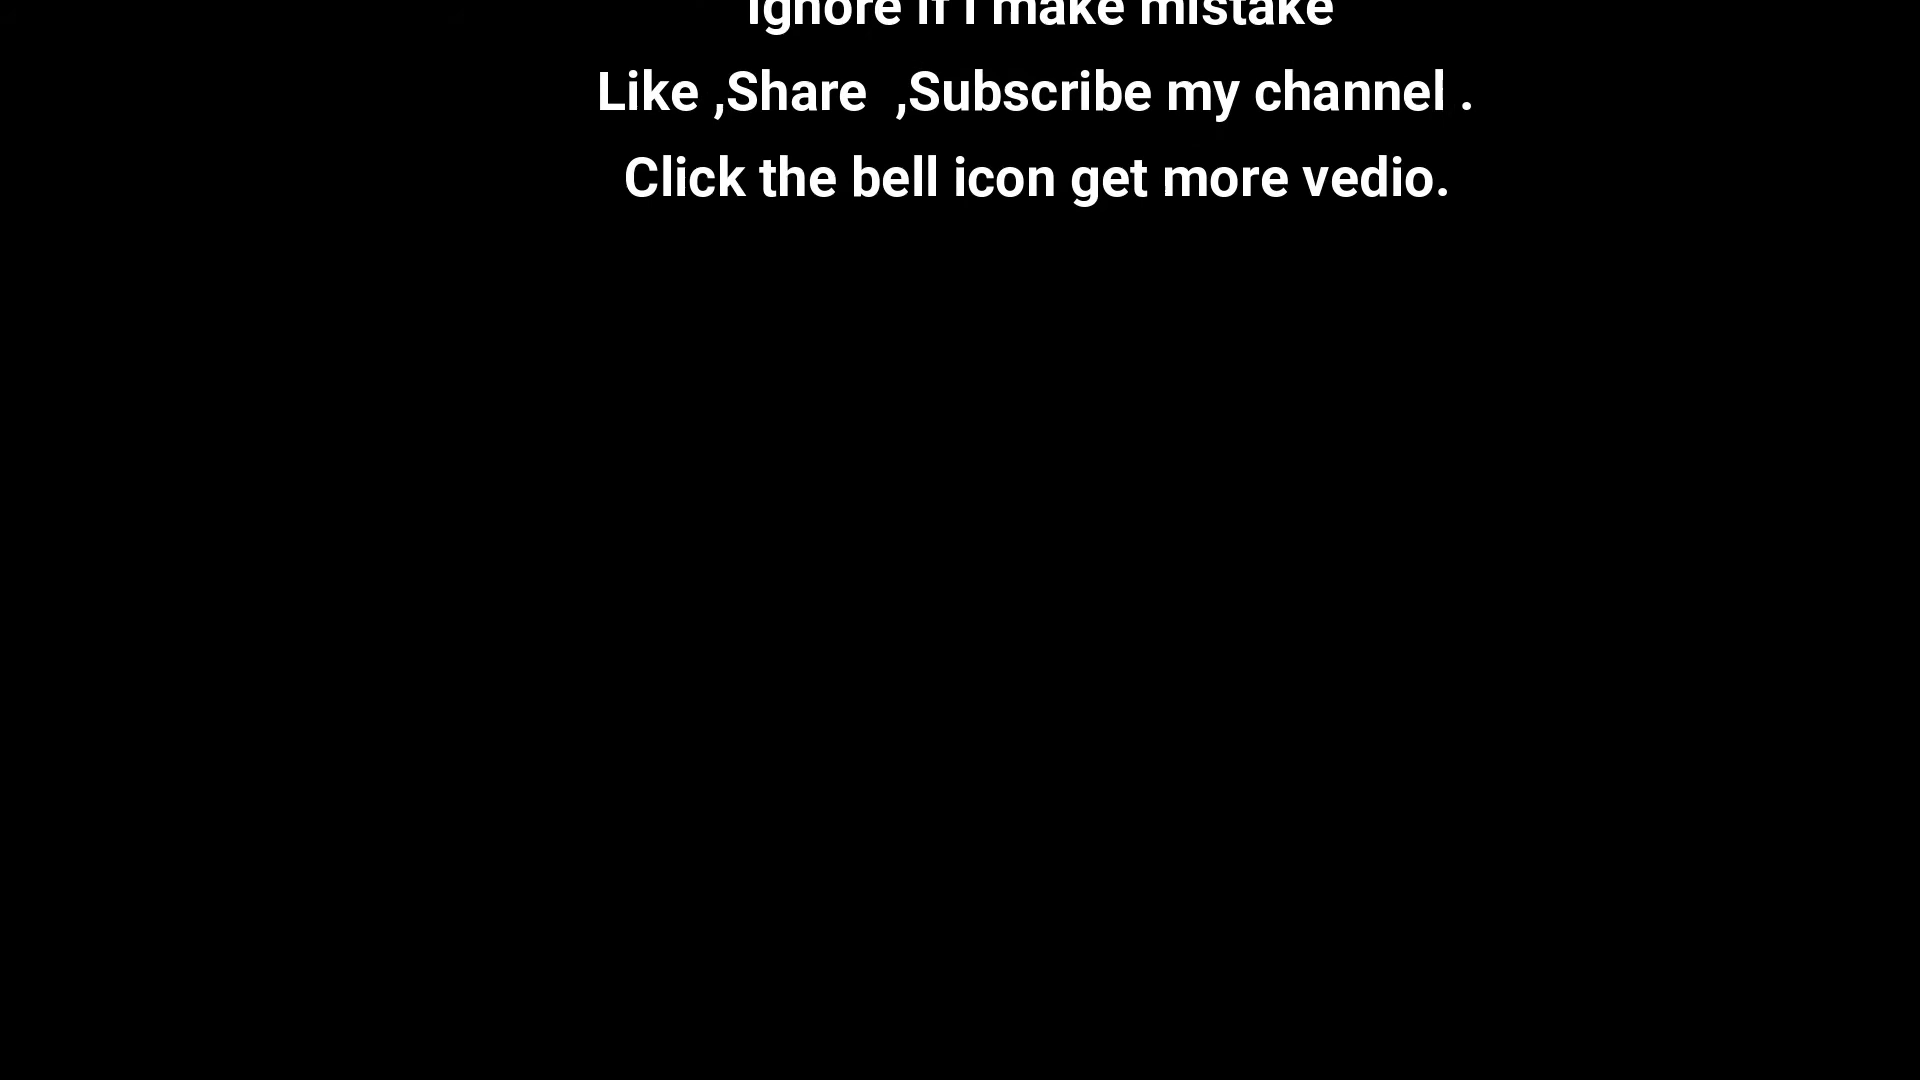 Ignore if I make mistake
Like ,Share  ,Subscribe my channel .
Click the bell icon get more vedio.